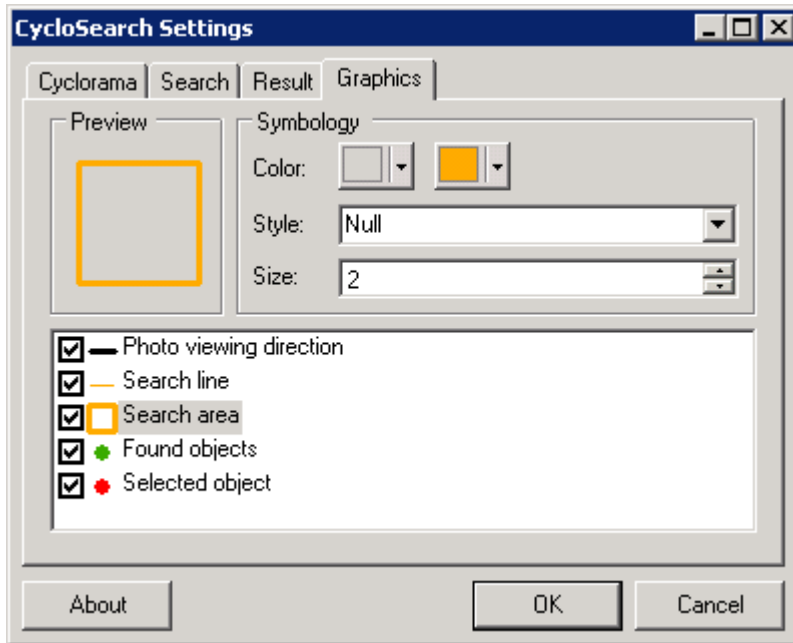 CycloSearch Settings
Cyclorama Search Result Graphics
Preview
Symbology
Color:
Style: Null
Size: 2
Photo viewing direction
Search line
Search area
Found objects
Selected object
About OK Cancel